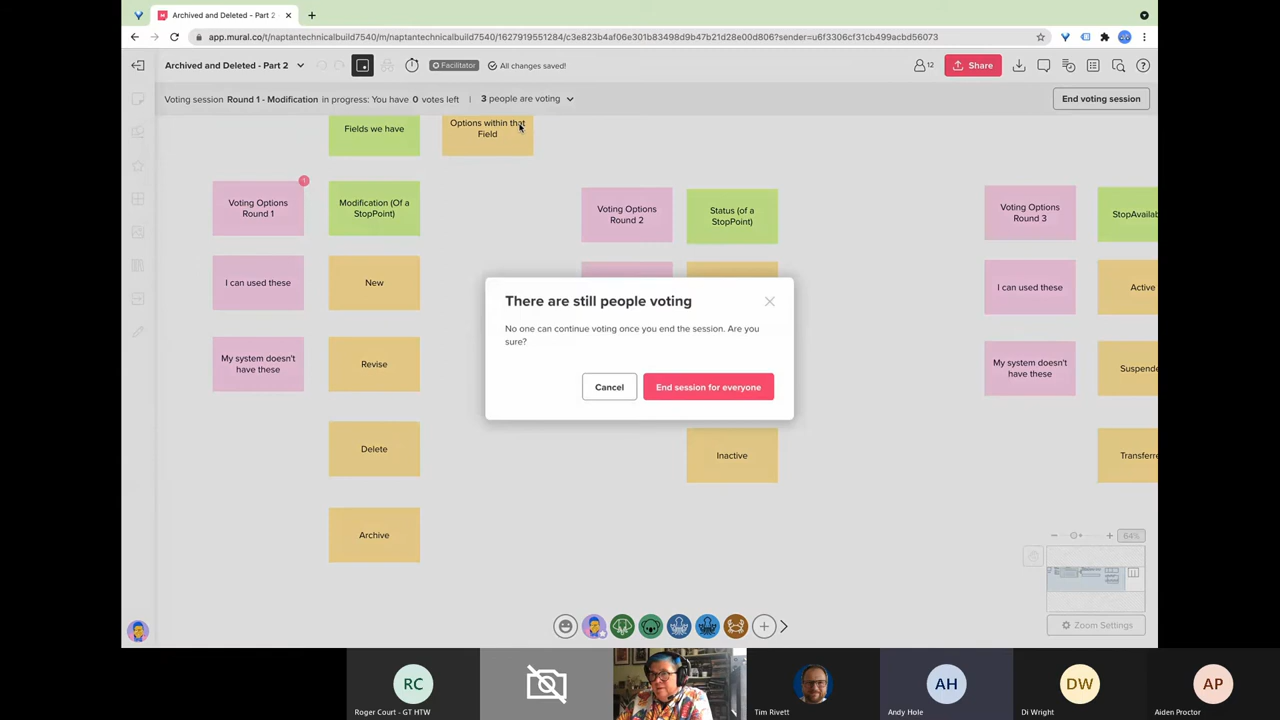 Archived and Deleted - Part 2
app.mural.co/t/naptantechnicalbuild7540/m/naptantechnicalbuild7540/1627919551284/c3e823b4af06e301b83498d9b47b21d28e00d806?sender=u6f3306cf31cb499acbd56073
Archived and Deleted - Part 2
Facilitator
All changes saved!
12
Share
Voting session Round 1 - Modification in progress: You have 0 votes left
3 people are voting
End voting session
Fields we have
Options within that
Field
1
Voting Options
Round 1
Modification (Of a
StopPoint)
Voting Options
Round 2
Status (of a
StopPoint)
Voting Options
Round 3
StopAvailab
I can used these
New
I can used these
Active
My system doesn't
have these
Revise
My system doesn't
have these
Suspende
Delete
Inactive
Transferre
Archive
There are still people voting
No one can continue voting once you end the session. Are you
sure?
Cancel
End session for everyone
64%
Zoom Settings
RC
AH
DW
AP
Roger Court - GT HTW
Tim Rivett
Andy Hole
Di Wright
Aiden Proctor